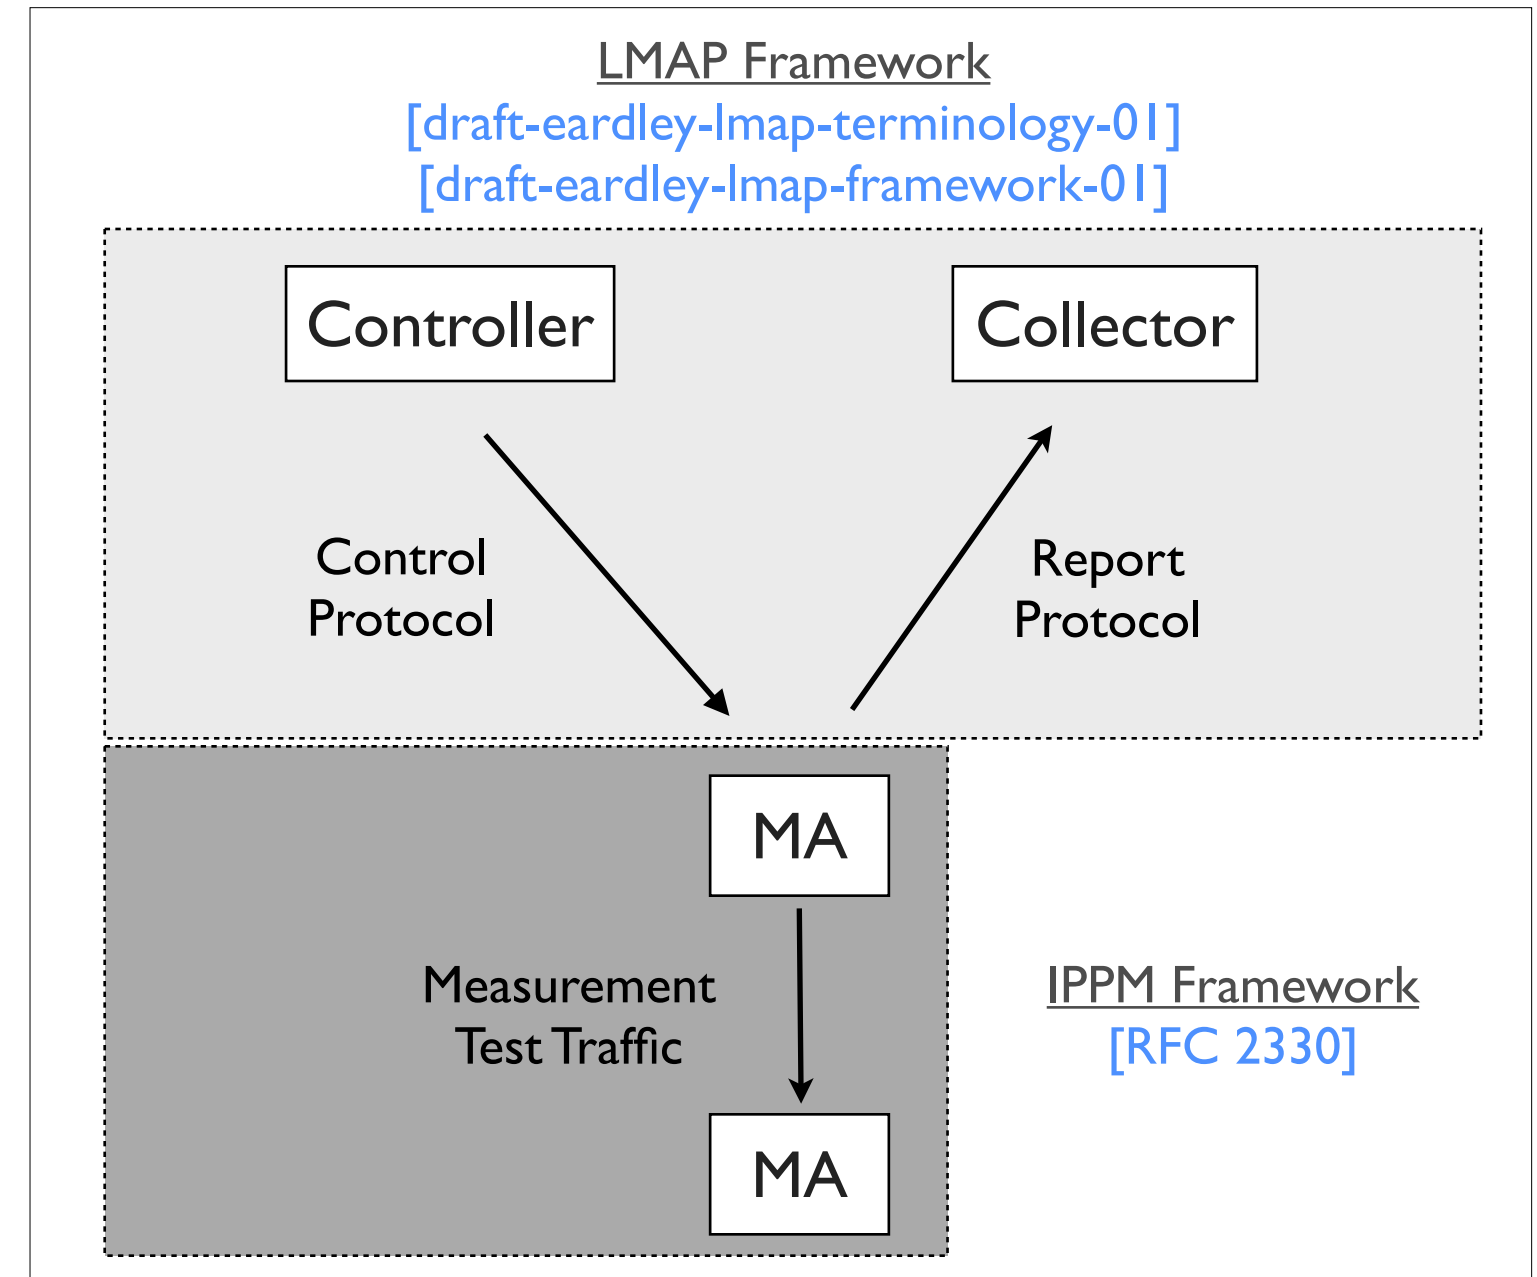 LMAP Framework
[draft-eardley-lmap-terminology-01]
[draft-eardley-lmap-framework-01]
Controller
Collector
Control
Protocol
Report
Protocol
MA
Measurement
Test Traffic
IPPM Framework
[RFC 2330]
MA